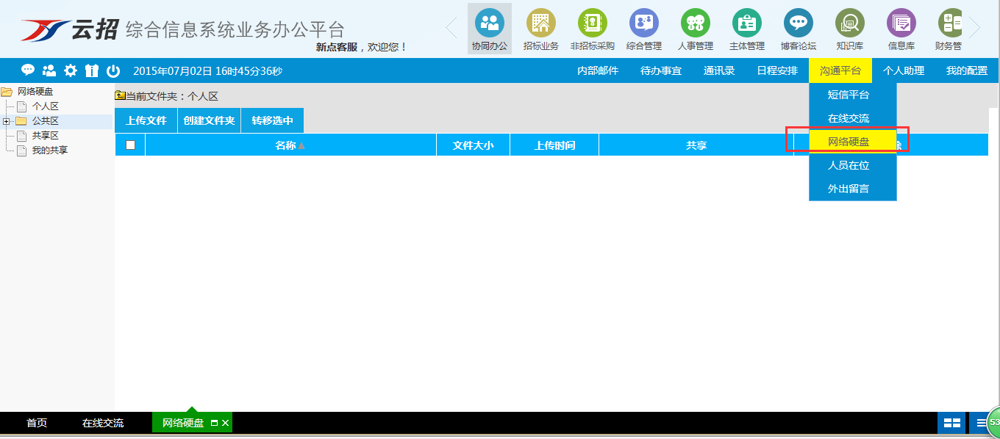 云招 综合信息系统业务办公平台
新点客服，欢迎您！
协同办公 招标业务 非招标采购 综合管理 人事管理 主体管理 博客论坛 知识库 信息库 财务管
2015年07月02日 16时45分36秒
内部邮件 待办事宜 通讯录 日程安排 沟通平台 个人助理 我的配置
短信平台
在线交流
网络硬盘
人员在位
外出留言
网络硬盘
个人区
公共区
共享区
我的共享
当前文件夹：个人区
上传文件 创建文件夹 转移选中
名称 文件大小 上传时间 共享
首页 在线交流 网络硬盘
53